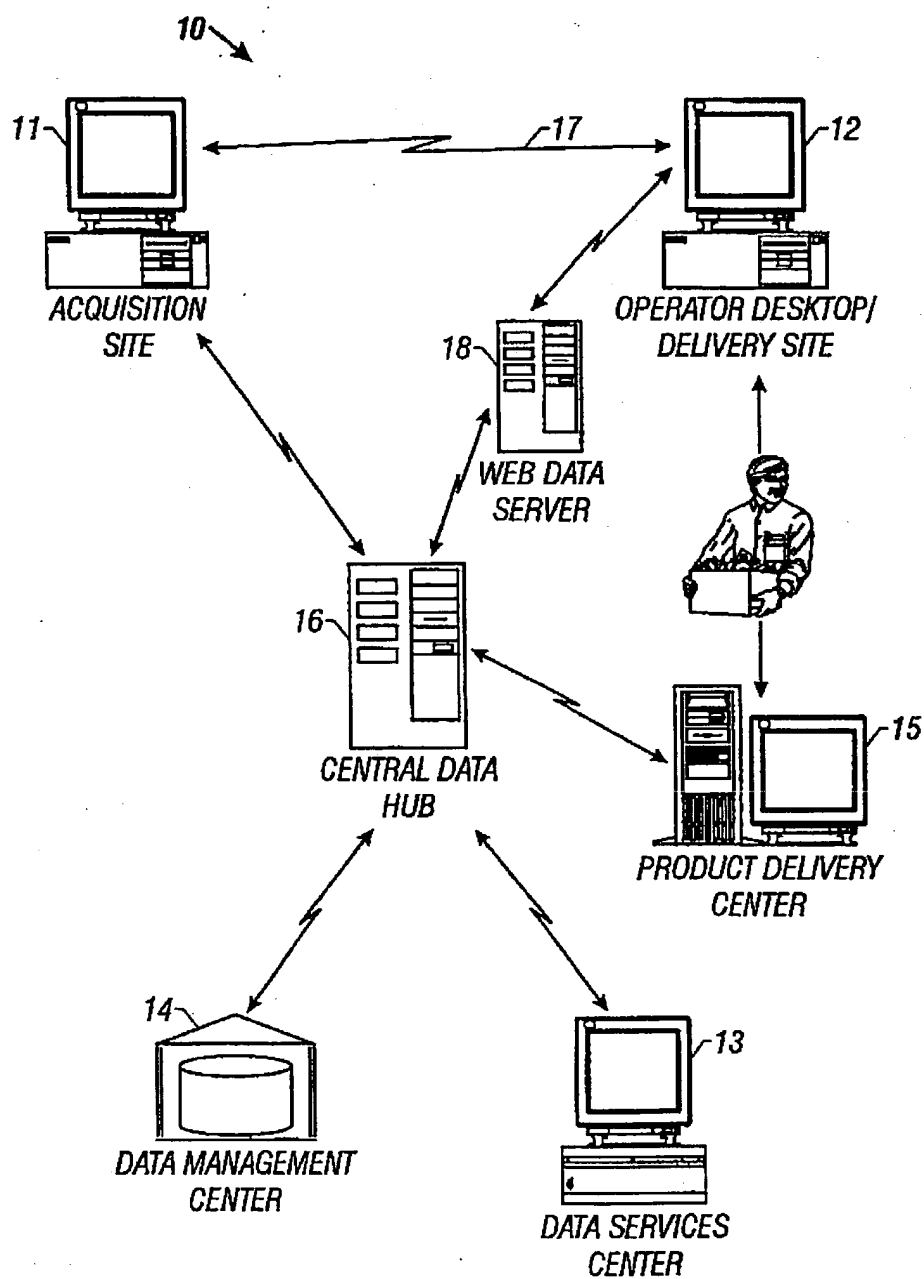 10
11
17
12
ACQUISITION
SITE
OPERATOR DESKTOP/
DELIVERY SITE
18
WEB DATA
SERVER
16
CENTRAL DATA
HUB
15
PRODUCT DELIVERY
CENTER
14
DATA MANAGEMENT
CENTER
13
DATA SERVICES
CENTER